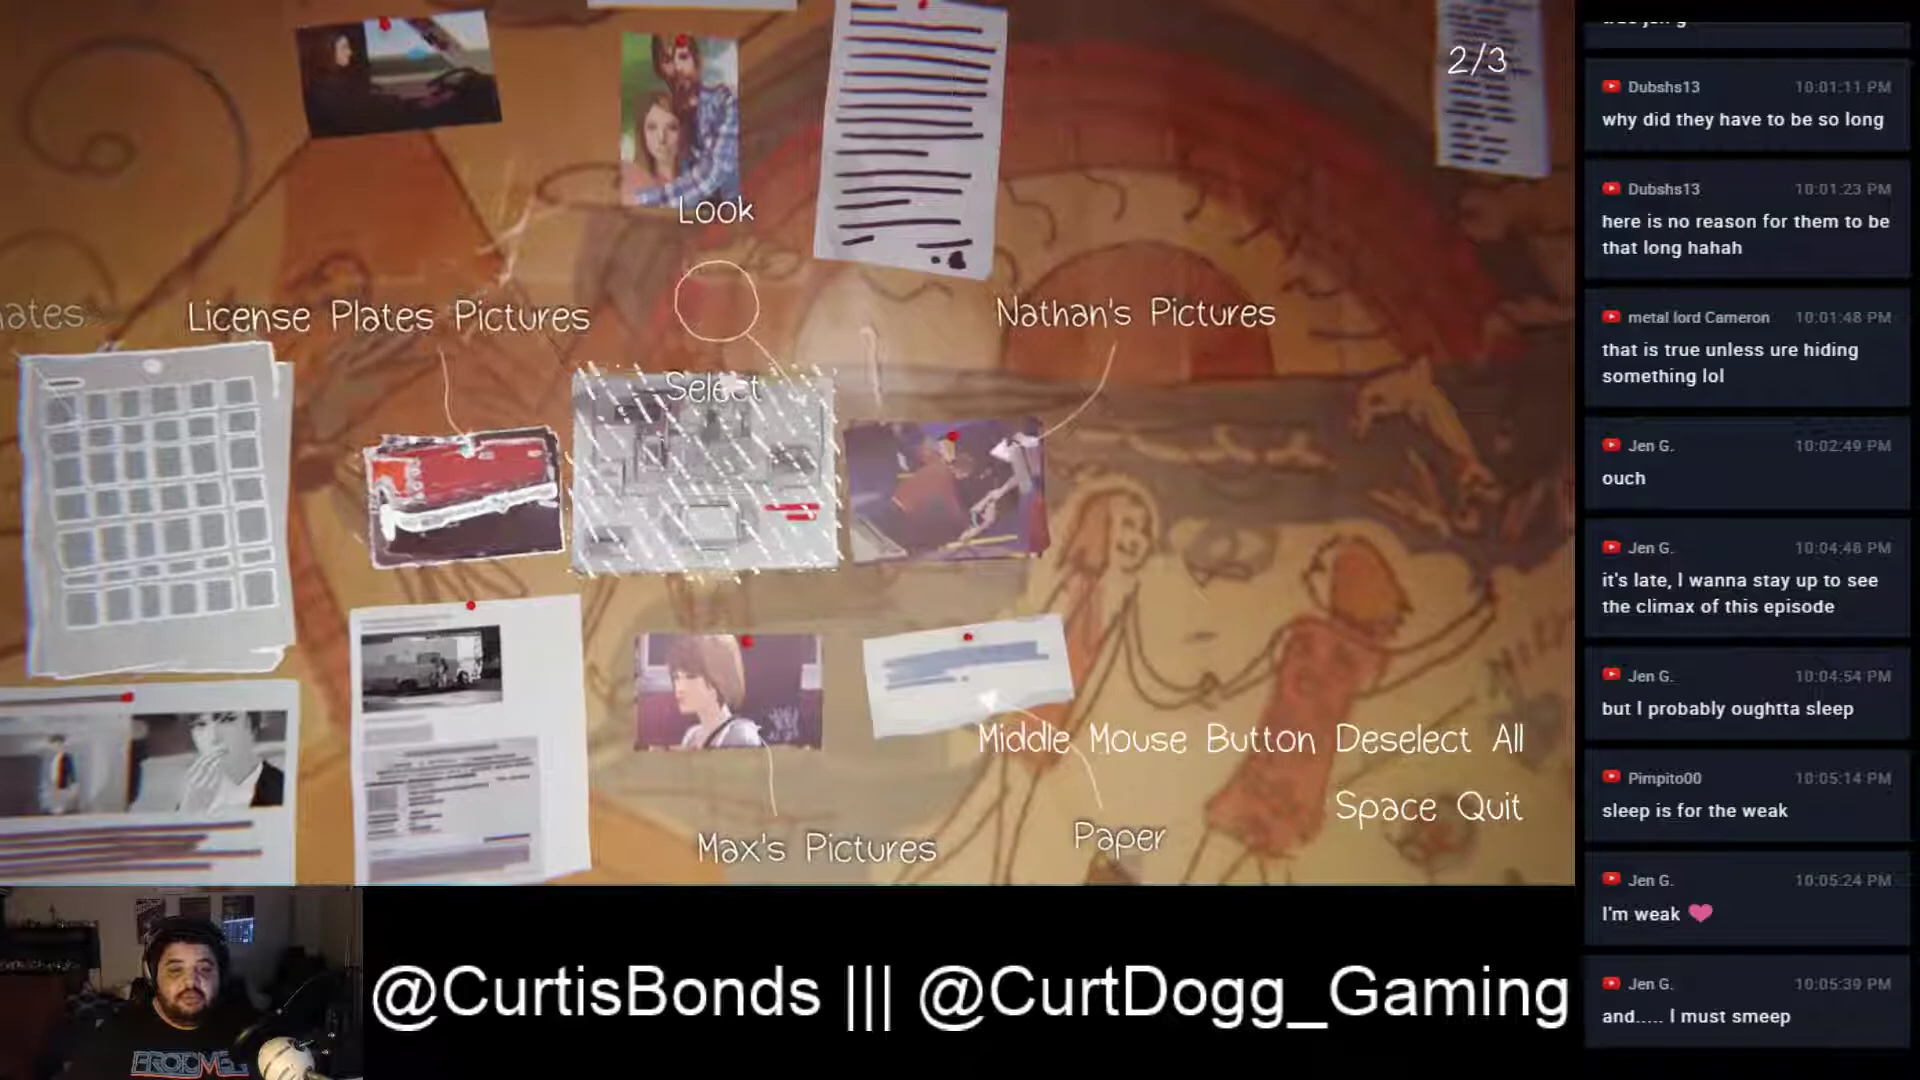 2/3
Look
ates
License Plates Pictures
Nathan's Pictures
Select
Middle Mouse Button Deselect All
Space Quit
Max's Pictures
Paper
@CurtisBonds ||| @CurtDogg_Gaming
Dubshs13 10:01:11 PM
why did they have to be so long
Dubshs13 10:01:23 PM
here is no reason for them to be
that long hahah
metal lord Cameron 10:01:48 PM
that is true unless ure hiding
something lol
Jen G. 10:02:49 PM
ouch
Jen G. 10:04:48 PM
it's late, I wanna stay up to see
the climax of this episode
Jen G. 10:04:54 PM
but I probably oughtta sleep
Pimpito00 10:05:14 PM
sleep is for the weak
Jen G. 10:05:24 PM
I'm weak
Jen G. 10:05:39 PM
and..... I must smeep